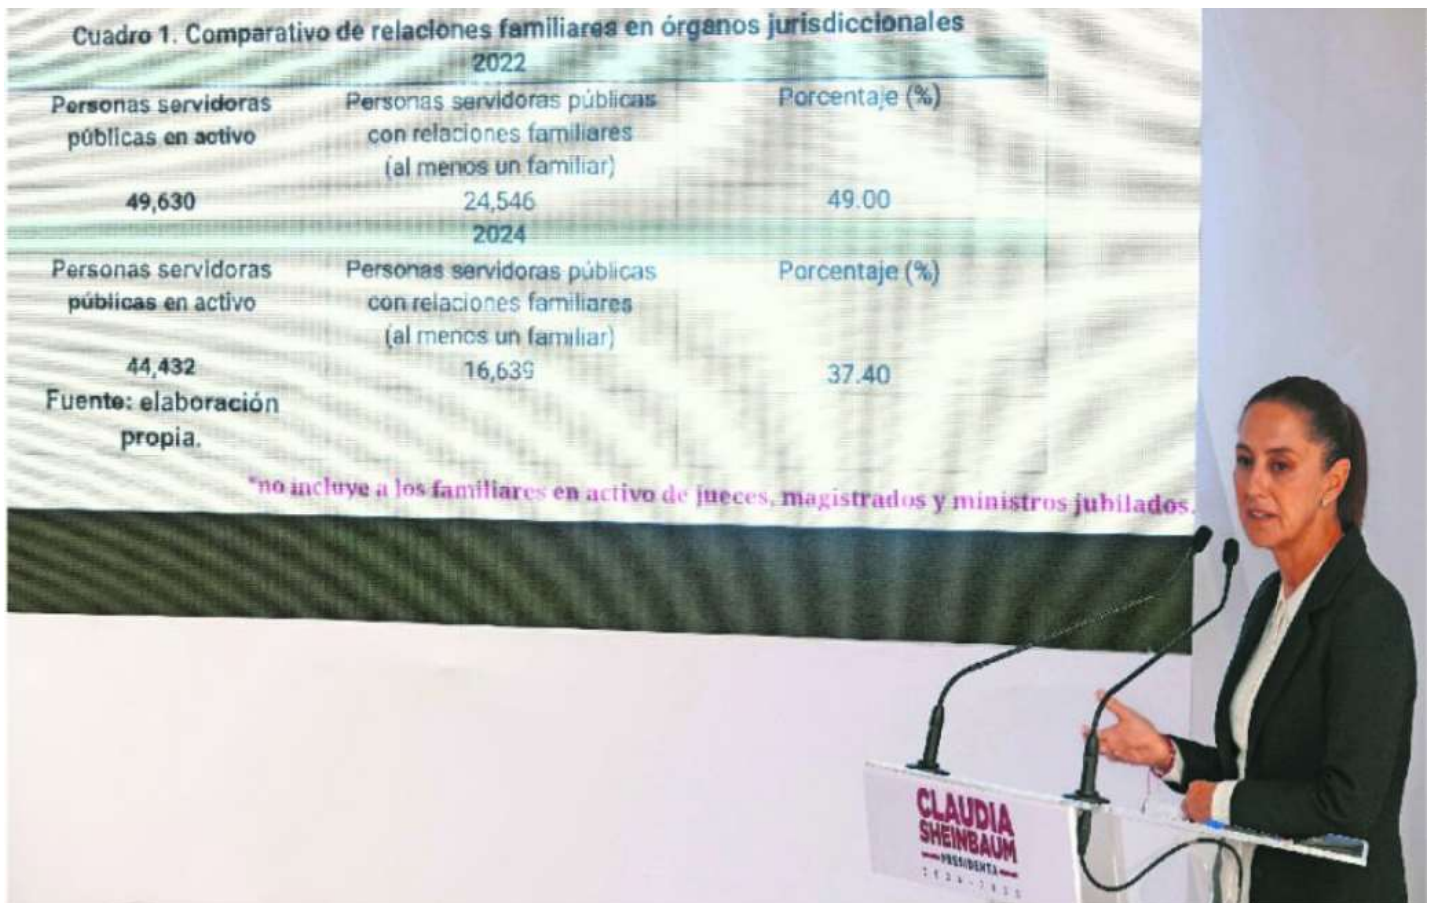 Cuadro 1. Comparativo de relaciones familiares en órganos jurisdiccionales
2022
Personas servidoras públicas en activo
Personas servidoras públicas con relaciones familiares (al menos un familiar)
Porcentaje (%)
49,630 24,546 49.00
2024
Personas servidoras públicas en activo
Personas servidoras públicas con relaciones familiares (al menos un familiar)
Porcentaje (%)
44,432 16,639 37.40
Fuente: elaboración
propia.
*no incluye a los familiares en activo de jueces, magistrados y ministros jubilados.
CLAUDIA
SHEINBAUM
PRESIDENTA